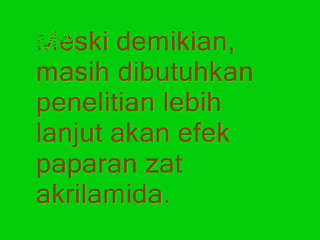 Meski demikian,
masih dibutuhkan
penelitian lebih
lanjut akan efek
paparan zat
akrilamida.